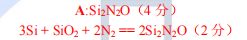 A:Si₂N₂O（4 分）
3Si + SiO₂ + 2N₂ == 2Si₂N₂O（2 分）